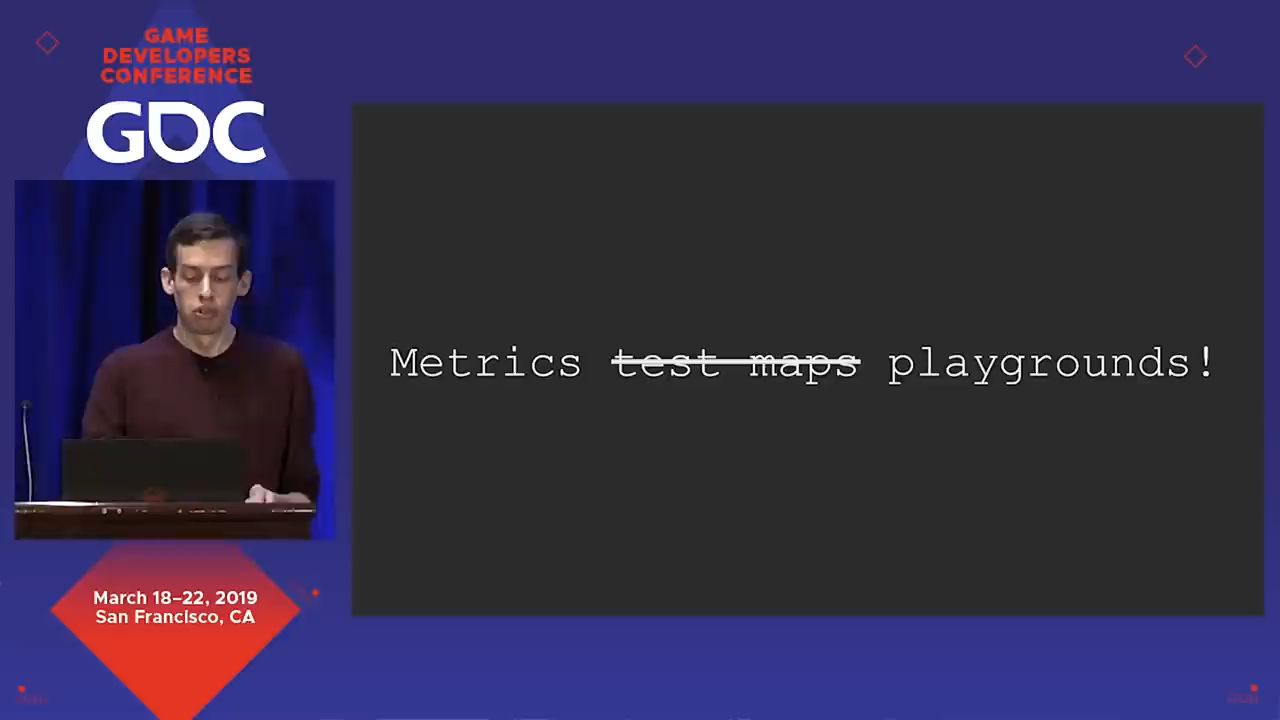 GAME
DEVELOPERS
CONFERENCE
GDC
Metrics test maps playgrounds!
March 18–22, 2019
San Francisco, CA